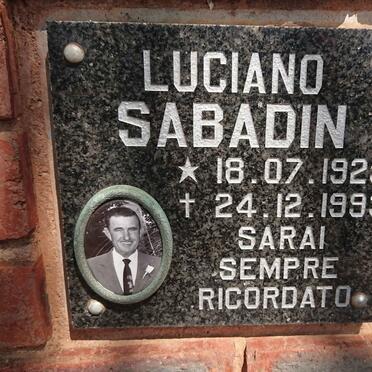 LUCIANO
SABADIN
18.07.192
24.12.199
SARAI
SEMPRE
RICORDATO